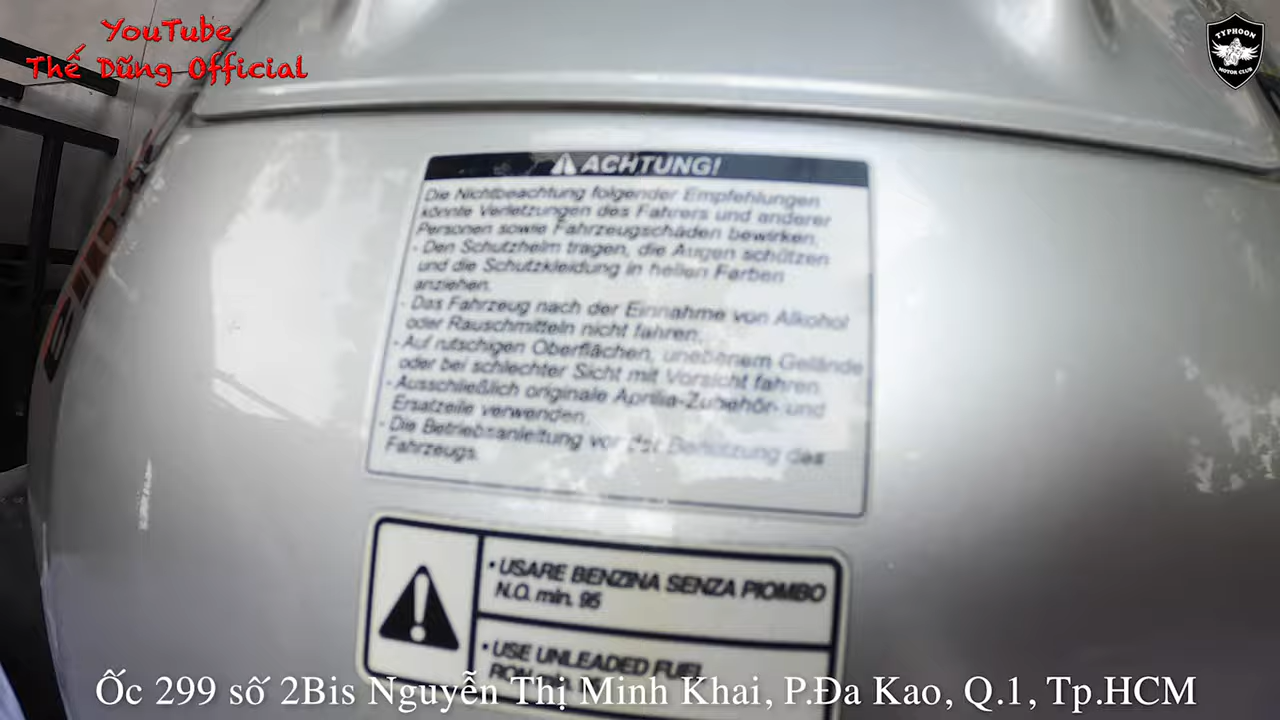 YouTube
Thế Dũng Official
TYPHOON
MOTOR CLUB
ACHTUNG!
Die Nichtbeachtung folgender Empfehlungen
könnte Verletzungen des Fahrers und anderer
Personen sowie Fahrzeugschäden bewirken.
- Den Schutzhelm tragen, die Augen schützen
und die Schutzkleidung in hellen Farben
anziehen.
- Das Fahrzeug nach der Einnahme von Alkohol
oder Rauschmitteln nicht fahren.
- Auf rutschigen Oberflächen, unebenem Gelände
oder bei schlechter Sicht mit Vorsicht fahren.
- Ausschließlich originale Aprilia-Zubehör- und
Ersatzeile verwenden.
- Die Betriebsanleitung vor der Benutzung des
Fahrzeugs.
• USARE BENZINA SENZA PIOMBO
N.O. min. 95
• USE UNLEADED FUEL
RON
Ốc 299 số 2Bis Nguyễn Thị Minh Khai, P.Đa Kao, Q.1, Tp.HCM